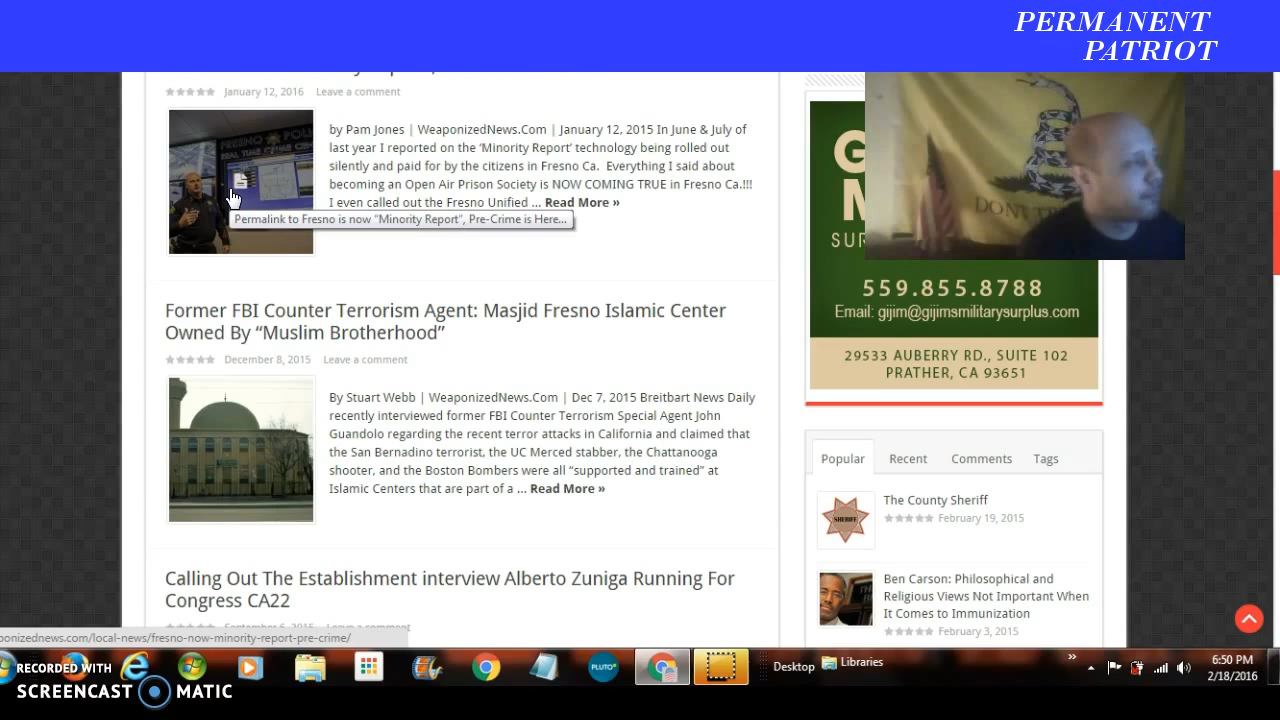 PERMANENT
PATRIOT
January 12, 2016 Leave a comment
by Pam Jones | WeaponizedNews.Com | January 12, 2015 In June & July of
last year I reported on the ‘Minority Report’ technology being rolled out
silently and paid for by the citizens in Fresno Ca. Everything I said about
becoming an Open Air Prison Society is NOW COMING TRUE in Fresno Ca.!!!
I even called out the Fresno Unified ... Read More »
Permalink to Fresno is now “Minority Report”, Pre-Crime is Here...
Former FBI Counter Terrorism Agent: Masjid Fresno Islamic Center
Owned By “Muslim Brotherhood”
December 8, 2015 Leave a comment
By Stuart Webb | WeaponizedNews.Com | Dec 7, 2015 Breitbart News Daily
recently interviewed former FBI Counter Terrorism Special Agent John
Guandolo regarding the recent terror attacks in California and claimed that
the San Bernadino terrorist, the UC Merced stabber, the Chattanooga
shooter, and the Boston Bombers were all “supported and trained” at
Islamic Centers that are part of a ... Read More »
Calling Out The Establishment interview Alberto Zuniga Running For
Congress CA22
September 6, 2015 Leave a comment
ponizednews.com/local-news/fresno-now-minority-report-pre-crime/
G
M
SUR
DON'T TR
559.855.8788
Email: gijim@gijimsmilitarysurplus.com
29533 AUBERRY RD., SUITE 102
PRATHER, CA 93651
Popular Recent Comments Tags
SHERIFF
The County Sheriff
February 19, 2015
Ben Carson: Philosophical and
Religious Views Not Important When
It Comes to Immunization
February 3, 2015
RECORDED WITH
SCREENCAST MATIC
PLUTO
Desktop
Libraries
»
6:50 PM
2/18/2016